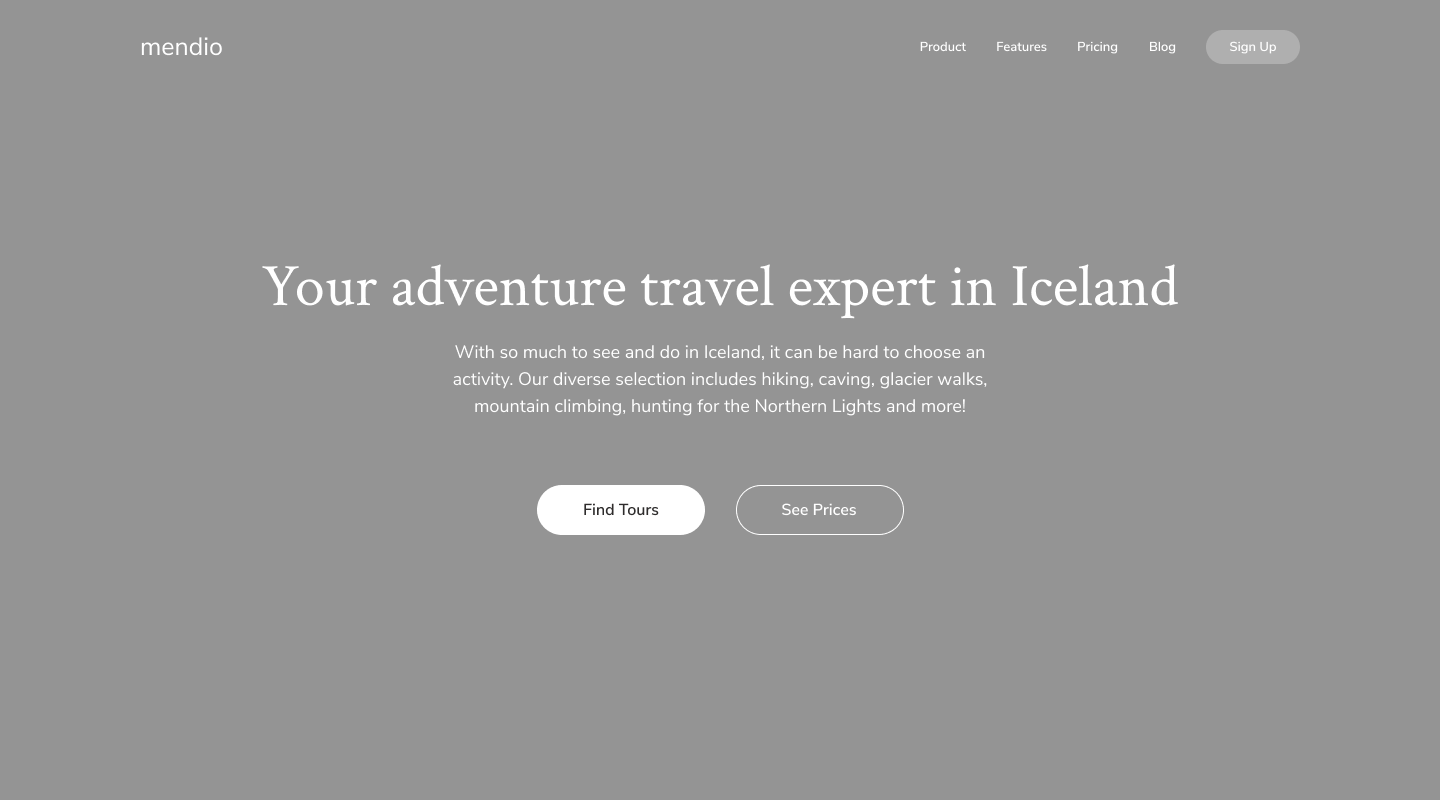 mendio
Product
Features
Pricing
Blog
Sign Up
Your adventure travel expert in Iceland
With so much to see and do in Iceland, it can be hard to choose an
activity. Our diverse selection includes hiking, caving, glacier walks,
mountain climbing, hunting for the Northern Lights and more!
Find Tours
See Prices